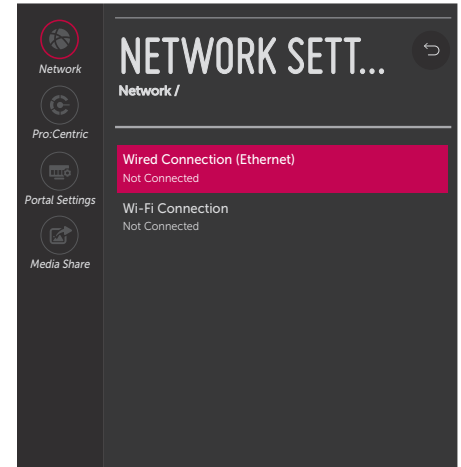 Network
Pro:Centric
Portal Settings
Media Share
NETWORK SETT...
Network /
Wired Connection (Ethernet)
Not Connected
Wi-Fi Connection
Not Connected